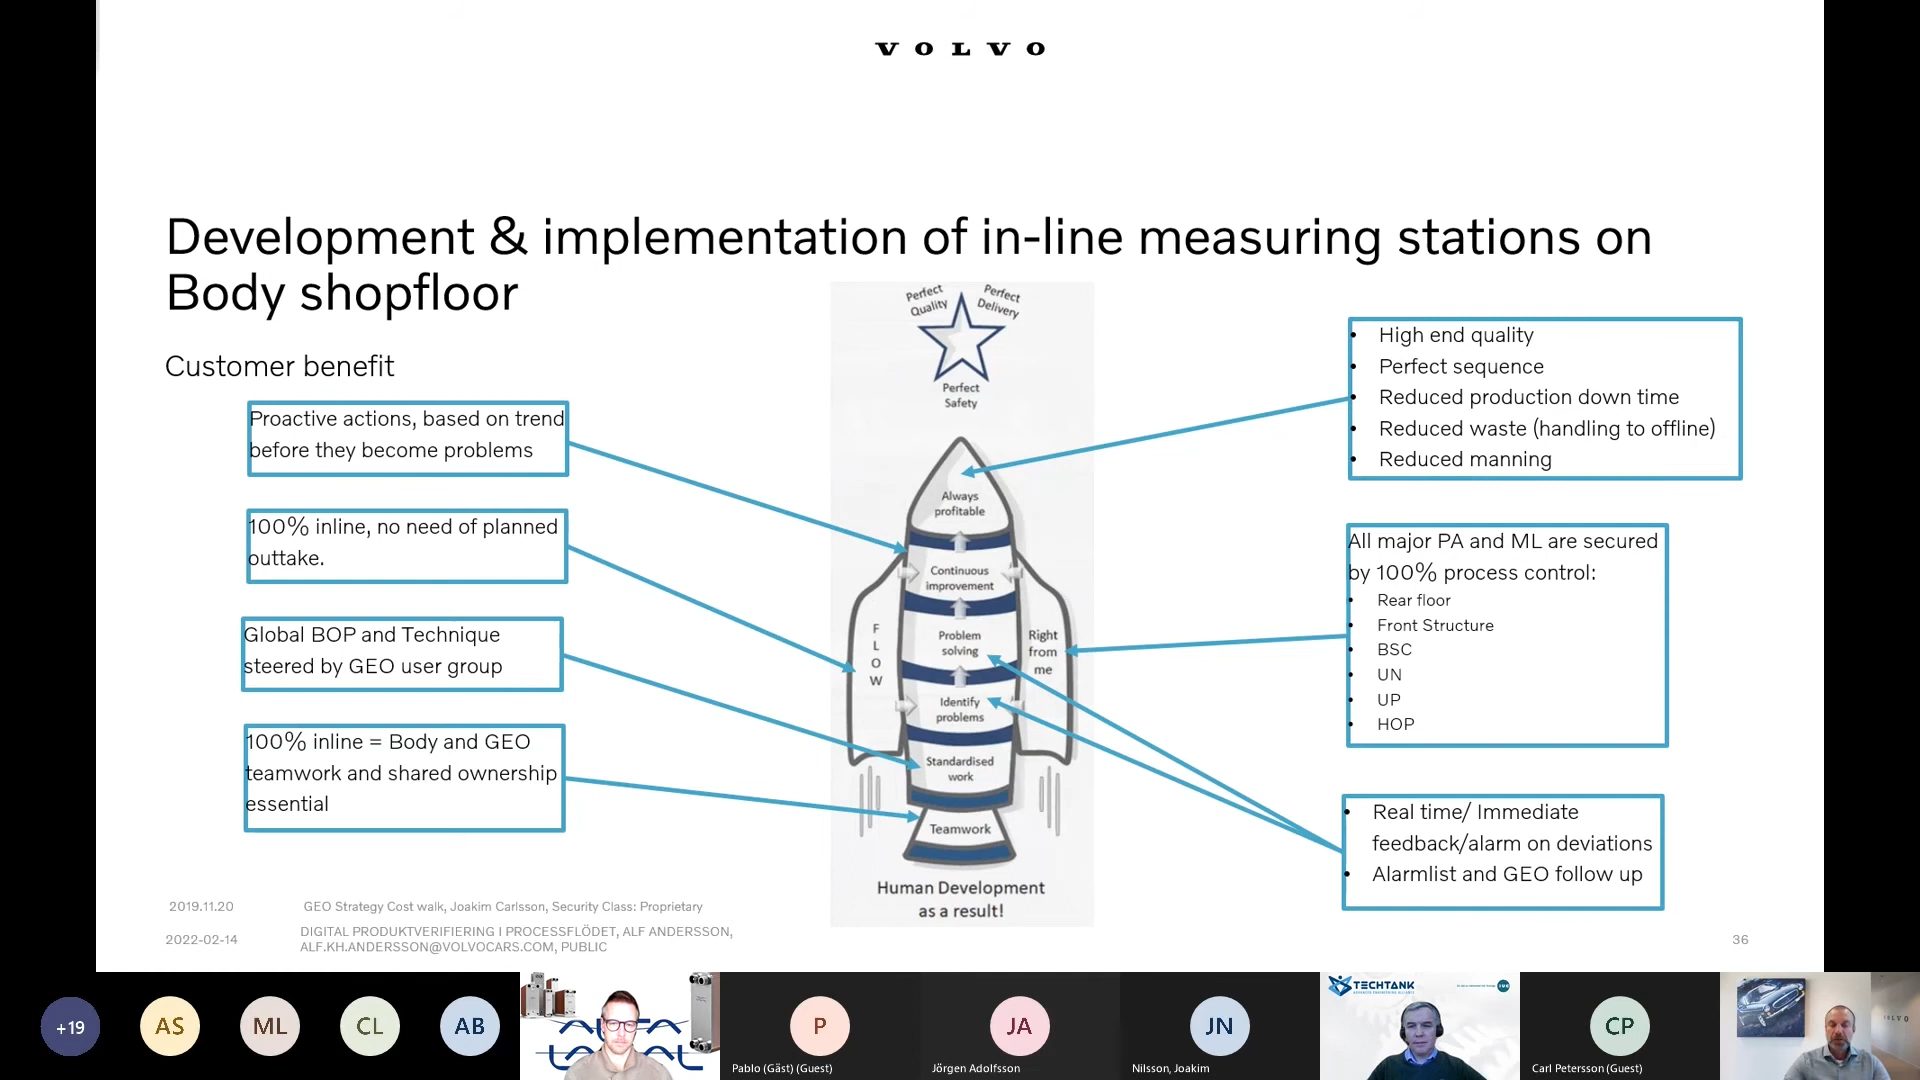 VOLVO
Development & implementation of in-line measuring stations on
Body shopfloor
Customer benefit
Proactive actions, based on trend
before they become problems
100% inline, no need of planned
outtake.
Global BOP and Technique
steered by GEO user group
100% inline = Body and GEO
teamwork and shared ownership
essential
Perfect
Quality
Perfect
Delivery
Perfect
Safety
Always
profitable
Continuous
improvement
Problem
solving
Identify
problems
Standardised
work
Teamwork
FLOW
Right
from
me
Human Development
as a result!
• High end quality
• Perfect sequence
• Reduced production down time
• Reduced waste (handling to offline)
• Reduced manning
All major PA and ML are secured
by 100% process control:
• Rear floor
• Front Structure
• BSC
• UN
• UP
• HOP
• Real time/ Immediate
feedback/alarm on deviations
• Alarmlist and GEO follow up
2019.11.20 GEO Strategy Cost walk, Joakim Carlsson, Security Class: Proprietary
2022-02-14 DIGITAL PRODUKTVERIFIERING I PROCESSFLÖDET, ALF ANDERSSON,
ALF.KH.ANDERSSON@VOLVOCARS.COM, PUBLIC
36
+19
AS
ML
CL
AB
ALFA
LAVAL
P
Pablo (Gäst) (Guest)
JA
Jörgen Adolfsson
JN
Nilsson, Joakim
TECHTANK
CP
Carl Petersson (Guest)
VOLVO